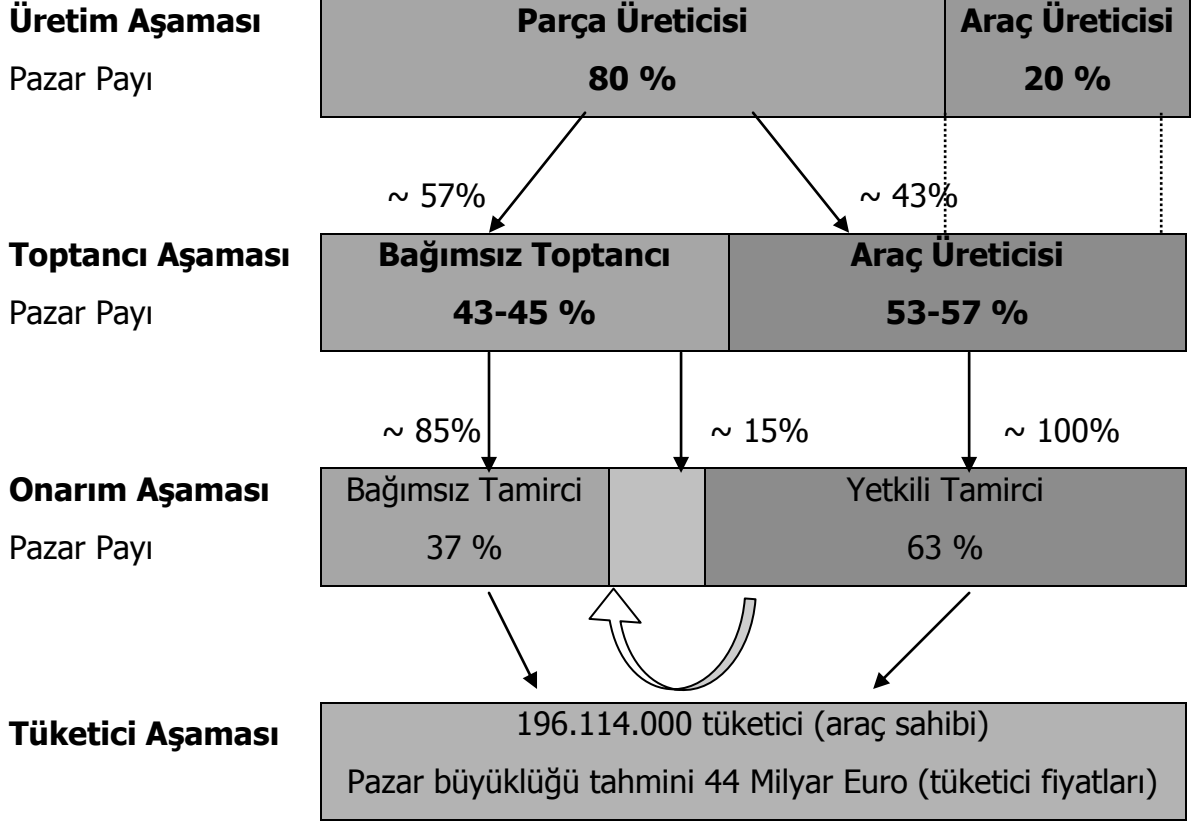 Üretim Aşaması
Parça Üreticisi
Araç Üreticisi
Pazar Payı
80 %
20 %
~ 57%
~ 43%
Toptancı Aşaması
Bağımsız Toptancı
Araç Üreticisi
Pazar Payı
43-45 %
53-57 %
~ 85%
~ 15%
~ 100%
Onarım Aşaması
Bağımsız Tamirci
Yetkili Tamirci
Pazar Payı
37 %
63 %
Tüketici Aşaması
196.114.000 tüketici (araç sahibi)
Pazar büyüklüğü tahmini 44 Milyar Euro (tüketici fiyatları)